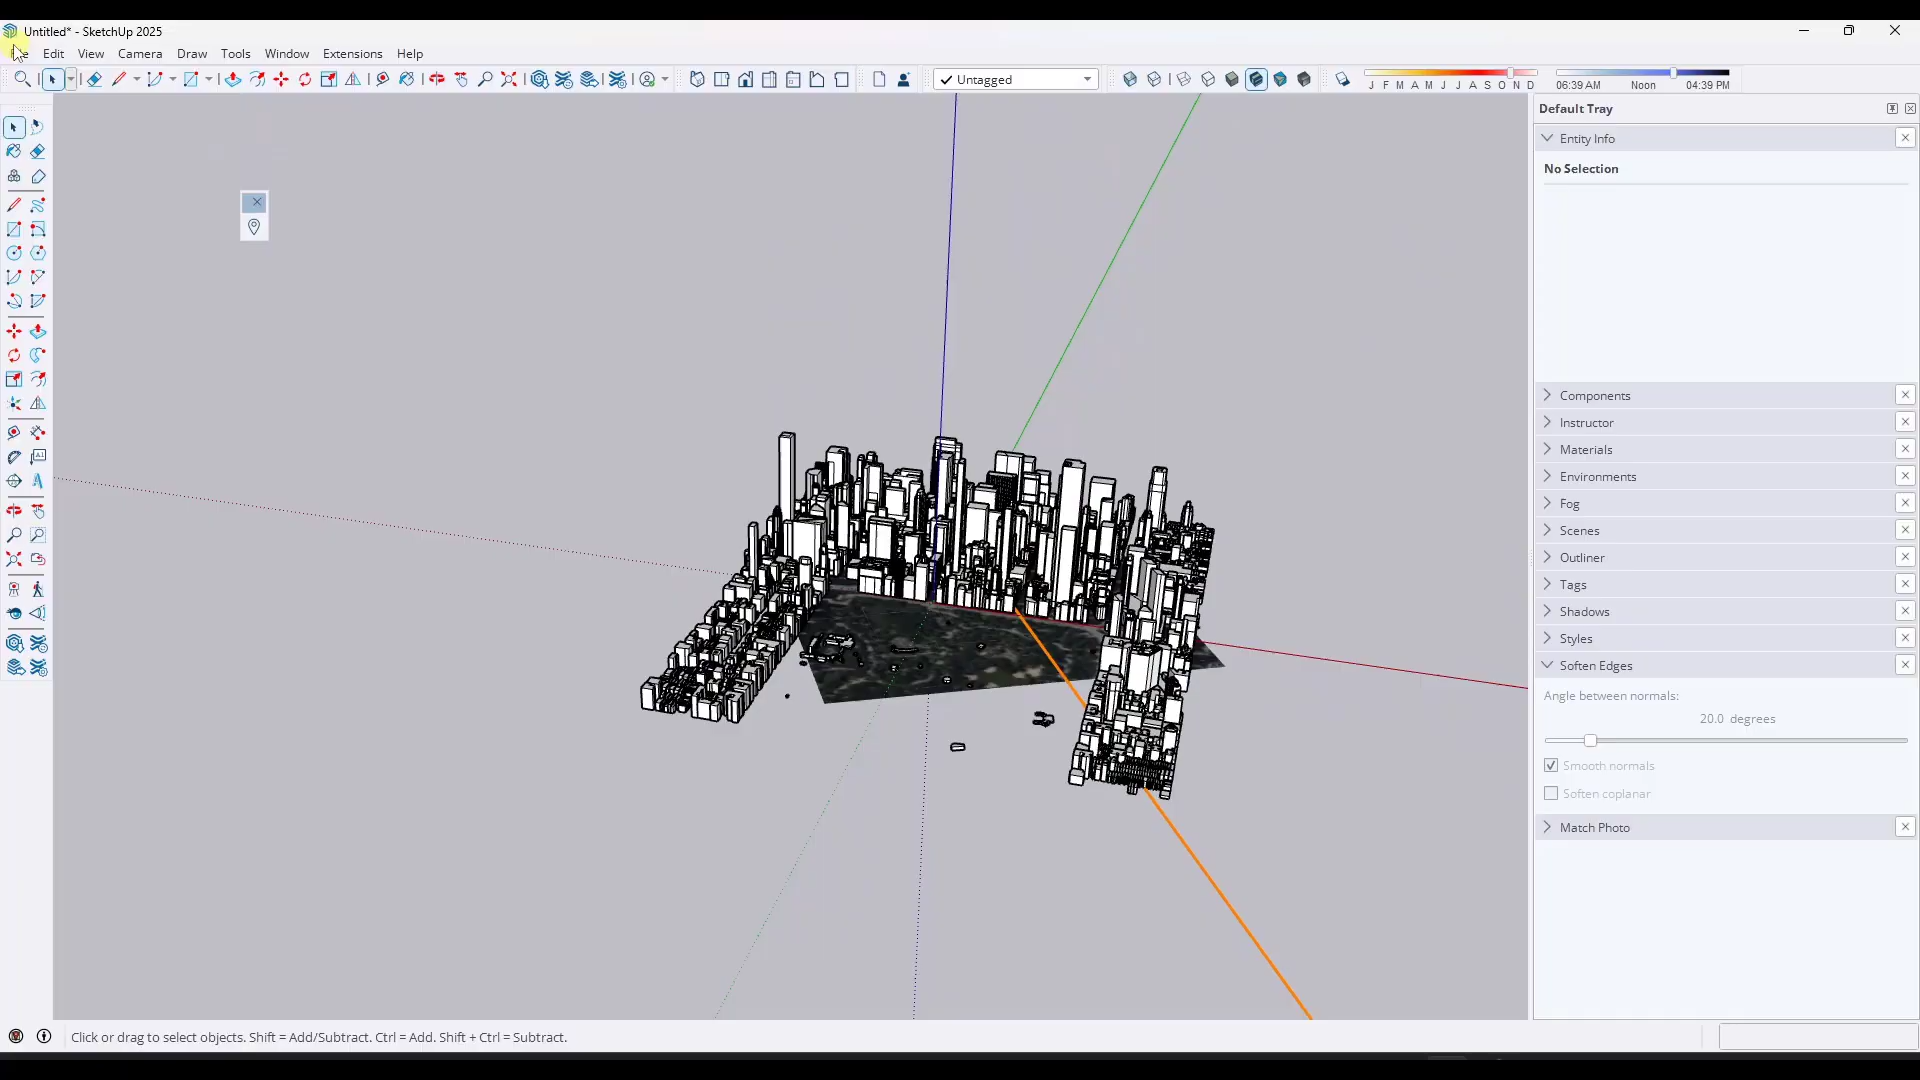 Untitled* - SketchUp 2025
Edit View Camera Draw Tools Window Extensions Help
Untagged
J F M A M J J A S O N D
06:39 AM Noon 04:39 PM
Default Tray
Entity Info
No Selection
Components
Instructor
Materials
Environments
Fog
Scenes
Outliner
Tags
Shadows
Styles
Soften Edges
Angle between normals:
20.0 degrees
Smooth normals
Soften coplanar
Match Photo
Click or drag to select objects. Shift = Add/Subtract. Ctrl = Add. Shift + Ctrl = Subtract.